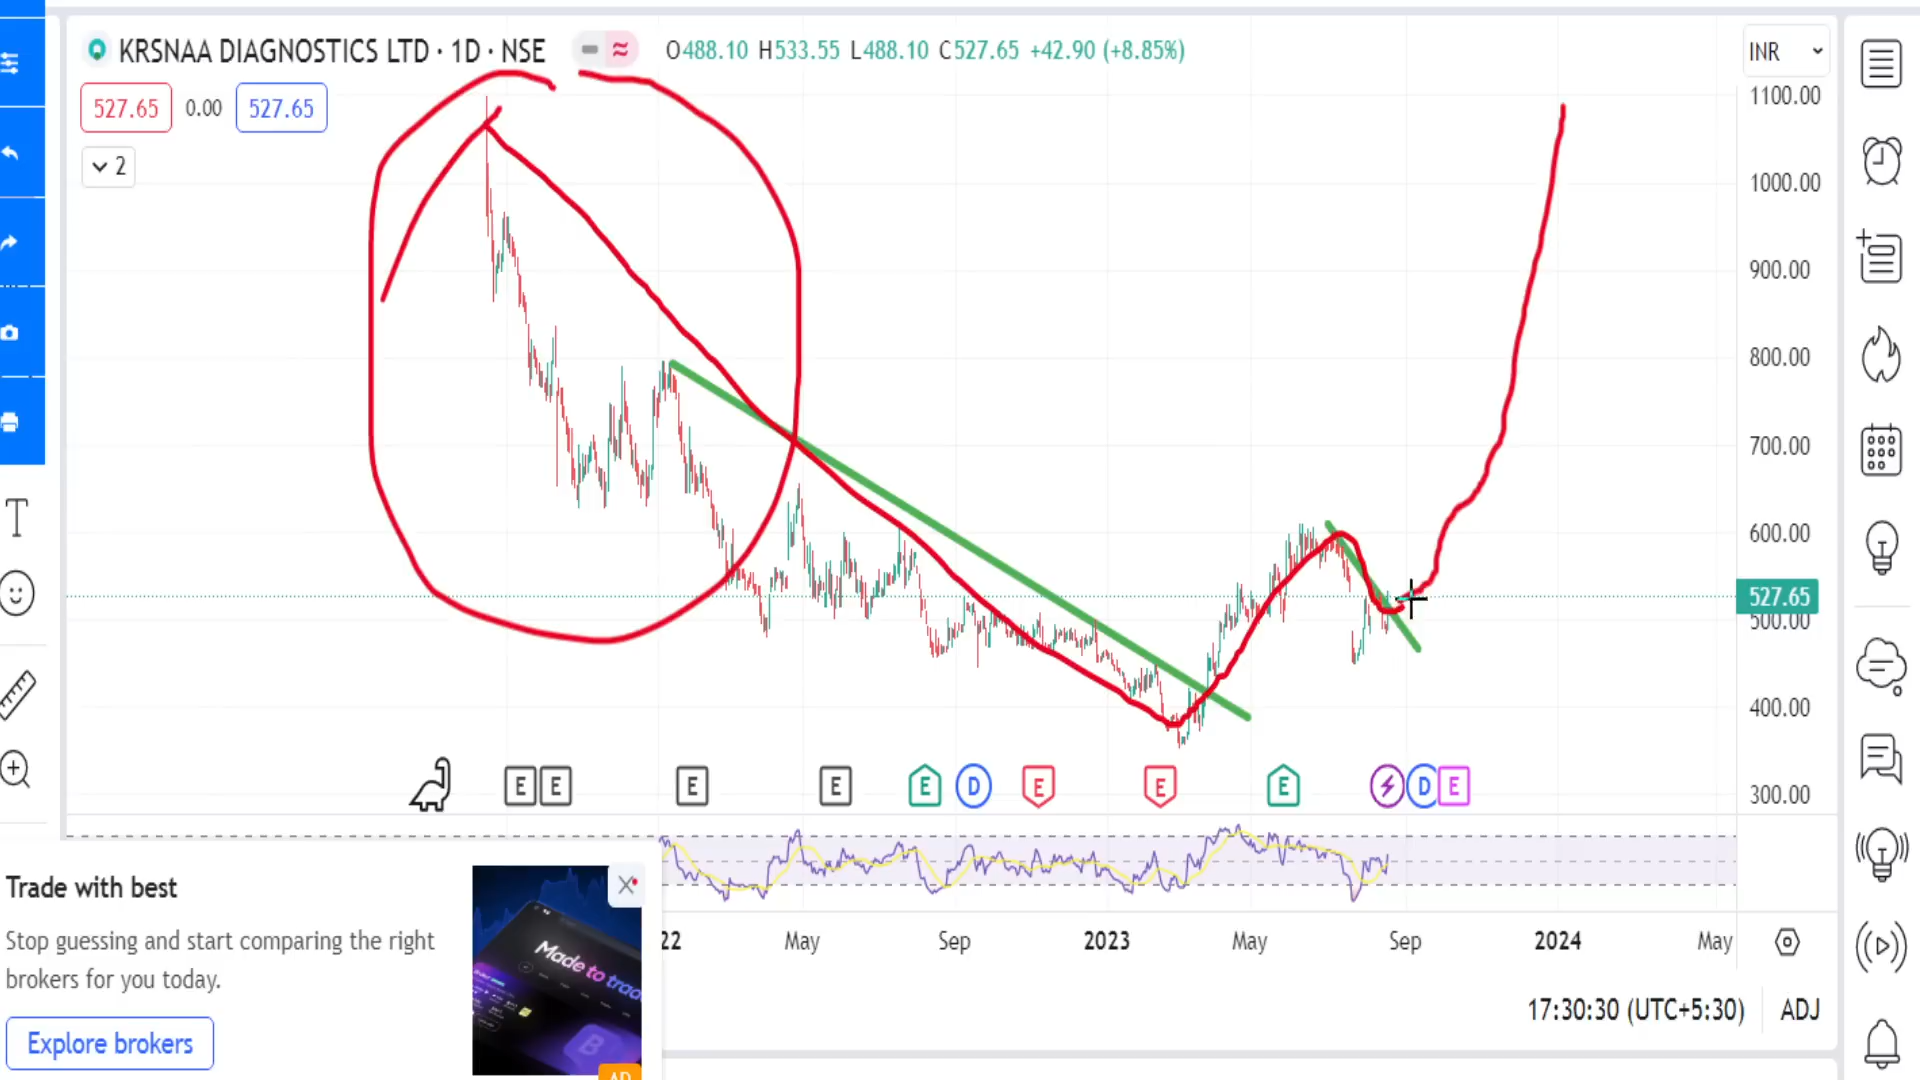 KRSNAA DIAGNOSTICS LTD · 1D · NSE
O488.10 H533.55 L488.10 C527.65 +42.90 (+8.85%)
INR
527.65 0.00 527.65
2
1100.00
1000.00
900.00
800.00
700.00
600.00
527.65
500.00
400.00
300.00
E E E E E D E E E D E
22 May Sep 2023 May Sep 2024 May
Trade with best
Stop guessing and start comparing the right
brokers for you today.
Explore brokers
Made to trad
B
AD
17:30:30 (UTC+5:30) ADJ
T